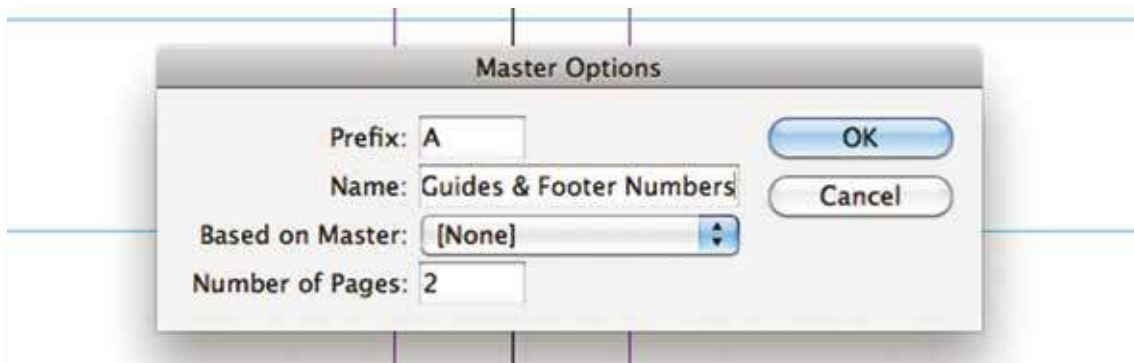 Master Options
Prefix: A
OK
Name: Guides & Footer Numbers
Cancel
Based on Master: [None]
Number of Pages: 2